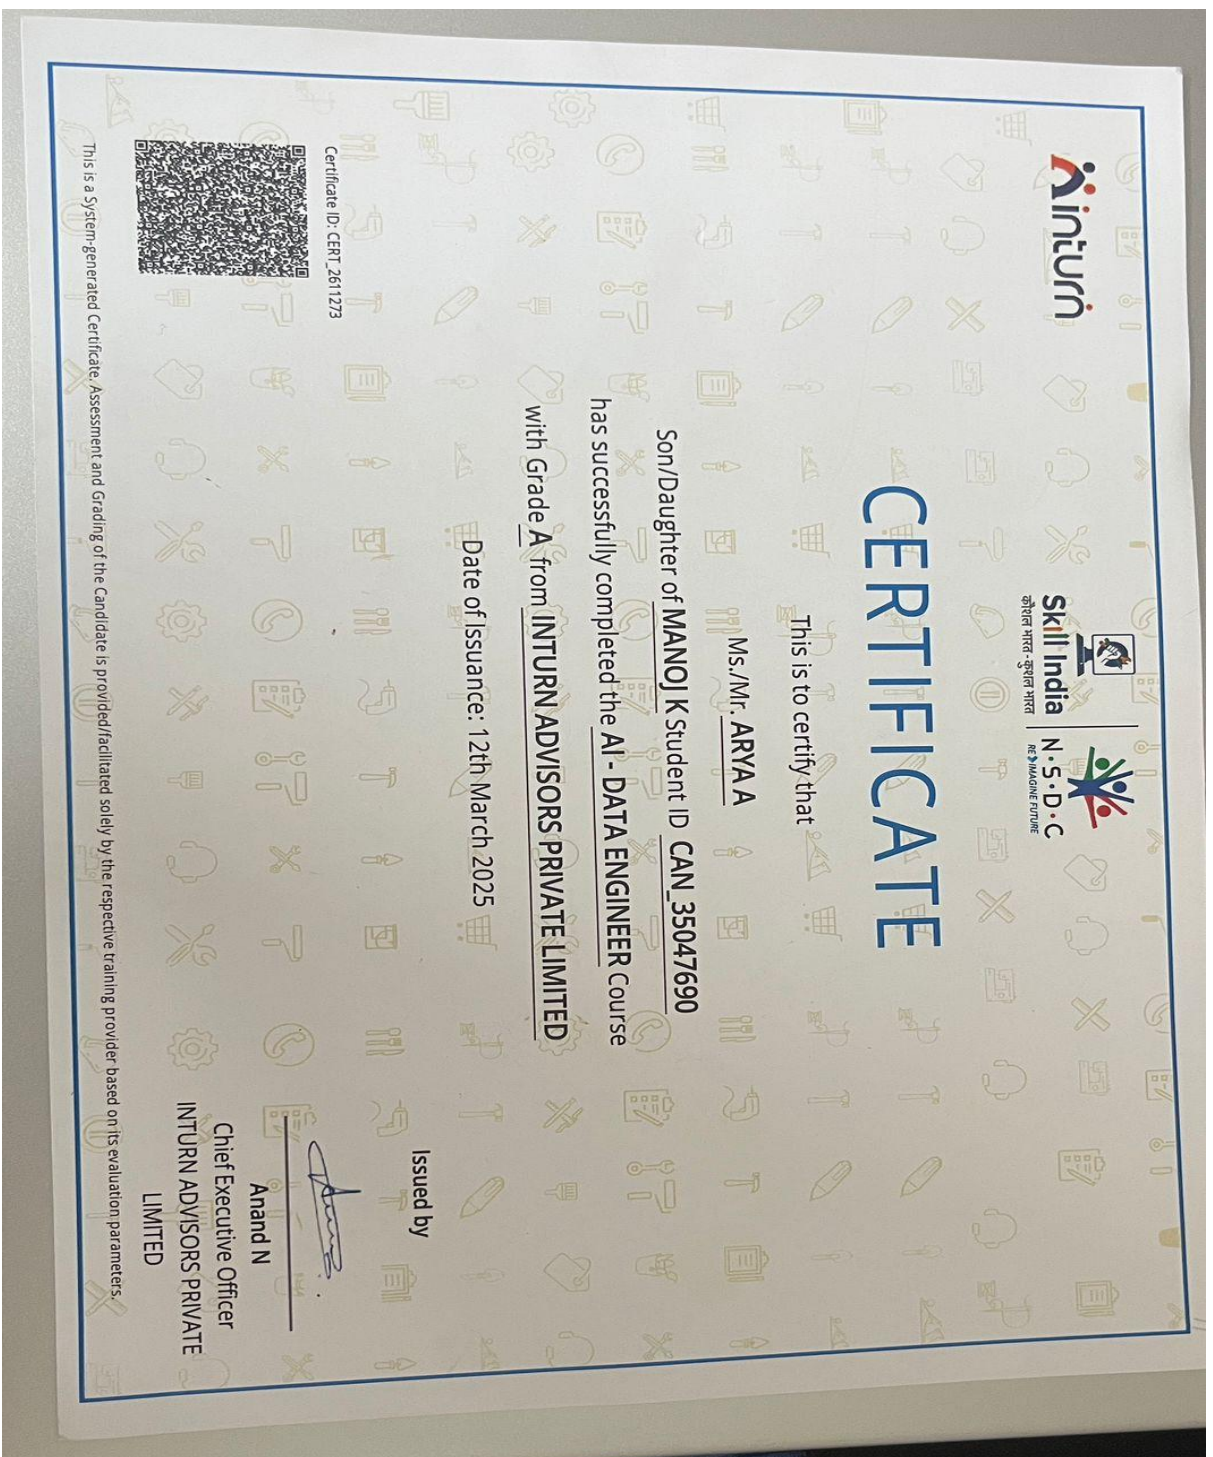 inturn
Skill India
कौशल भारत - कुशल भारत
N·S·D·C
RE IMAGINE FUTURE
CERTIFICATE
This is to certify that
Ms./Mr. ARYA A
Son/Daughter of MANOJ K Student ID CAN_35047690
has successfully completed the AI - DATA ENGINEER Course
with Grade A from INTURN ADVISORS PRIVATE LIMITED
Date of Issuance: 12th March 2025
Certificate ID: CERT_2611273
Issued by
Anand N
Chief Executive Officer
INTURN ADVISORS PRIVATE
LIMITED
This is a System-generated Certificate. Assessment and Grading of the Candidate is provided/facilitated solely by the respective training provider based on its evaluation parameters.